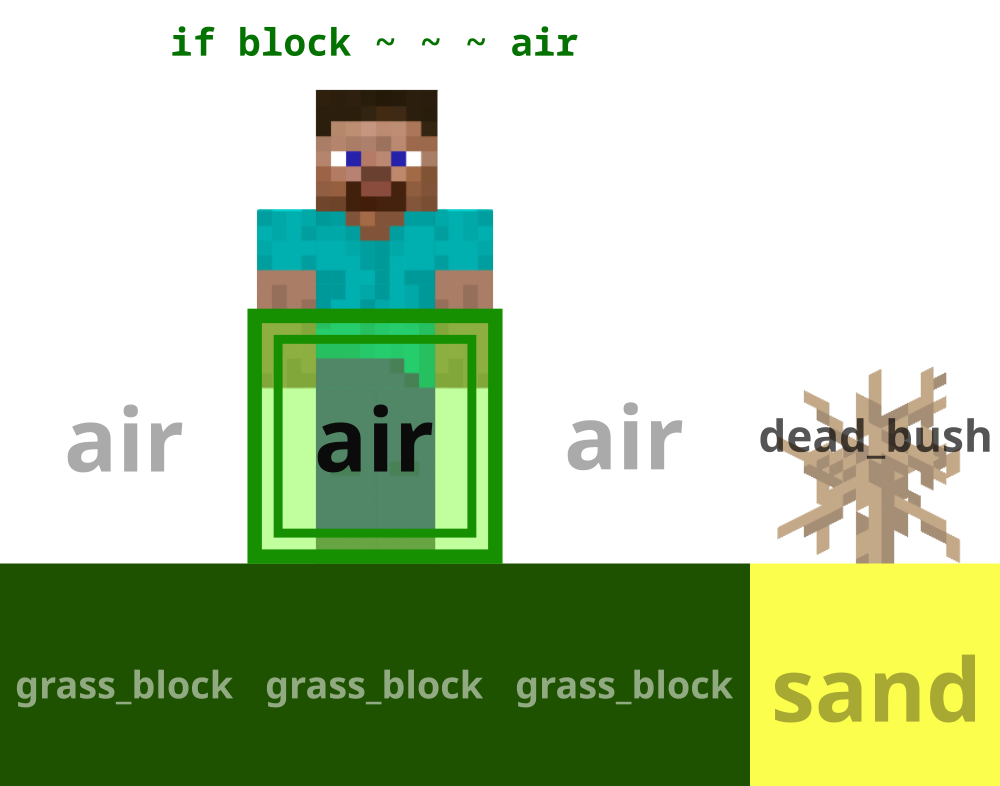 if block ~ ~ ~ air
air air air dead_bush
grass_block grass_block grass_block sand